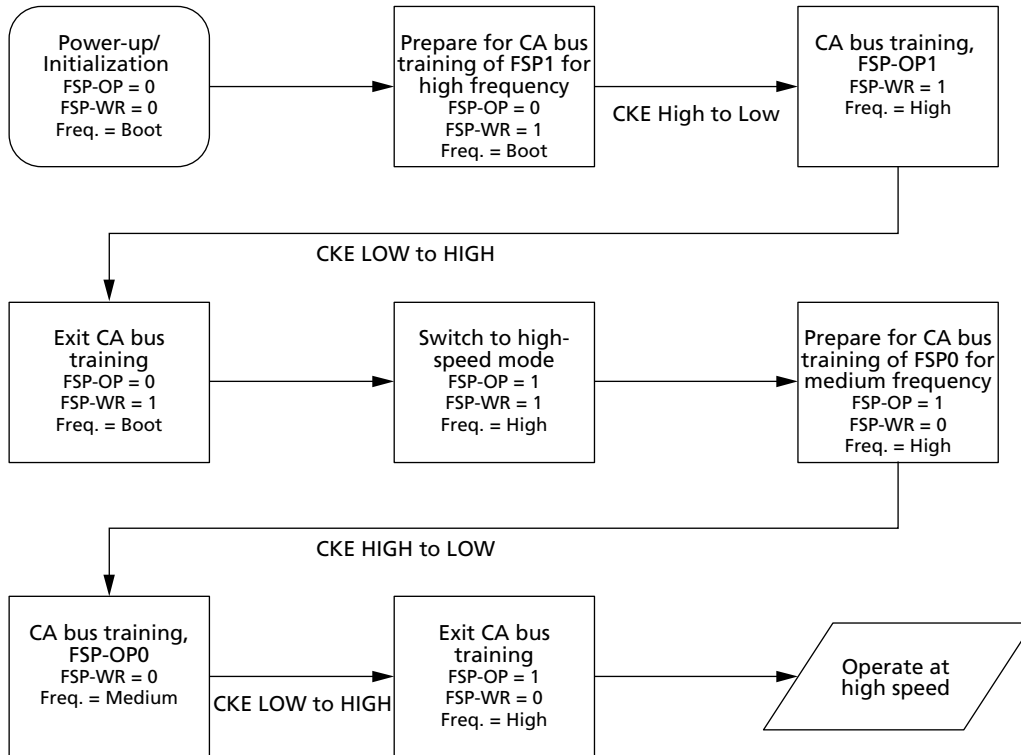 Power-up/
Initialization
FSP-OP = 0
FSP-WR = 0
Freq. = Boot
Prepare for CA bus
training of FSP1 for
high frequency
FSP-OP = 0
FSP-WR = 1
Freq. = Boot
CKE High to Low
CA bus training,
FSP-OP1
FSP-WR = 1
Freq. = High
CKE LOW to HIGH
Exit CA bus
training
FSP-OP = 0
FSP-WR = 1
Freq. = Boot
Switch to high-
speed mode
FSP-OP = 1
FSP-WR = 1
Freq. = High
Prepare for CA bus
training of FSP0 for
medium frequency
FSP-OP = 1
FSP-WR = 0
Freq. = High
CKE HIGH to LOW
CA bus training,
FSP-OP0
FSP-WR = 0
Freq. = Medium
CKE LOW to HIGH
Exit CA bus
training
FSP-OP = 1
FSP-WR = 0
Freq. = High
Operate at
high speed